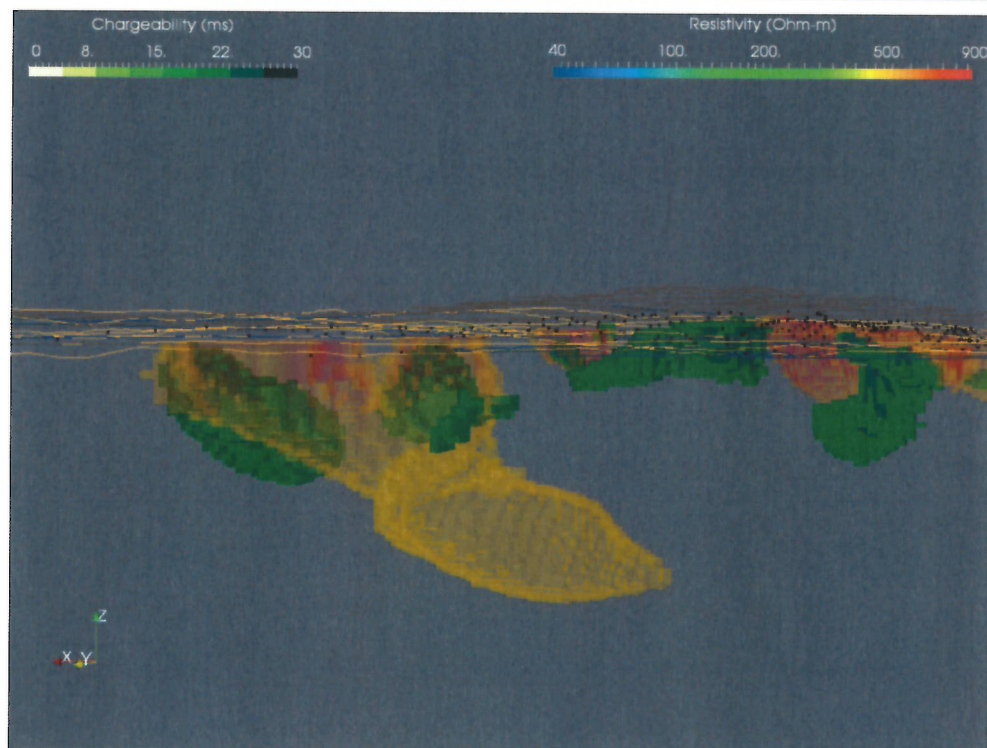 Chargeability (ms)
0 8. 15. 22 30
Resistivity (Ohm-m)
40 100. 200. 500. 900
Z
X Y